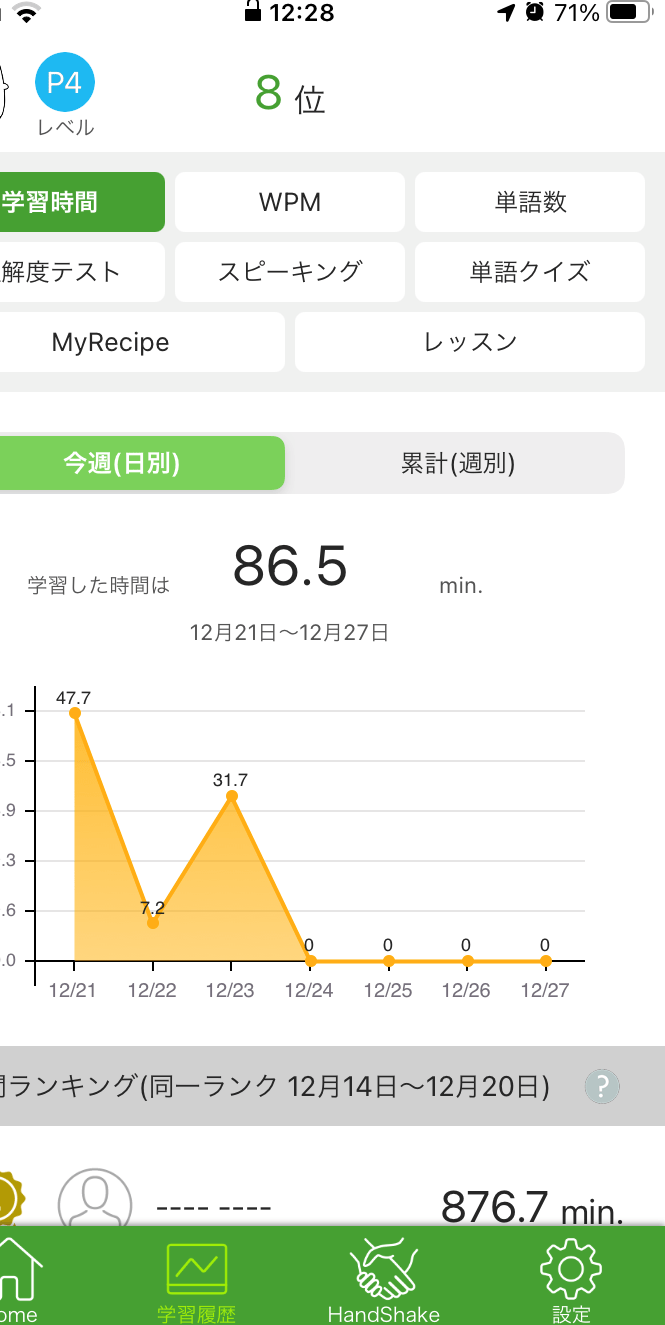 12:28 71%
P4
レベル
8 位
学習時間 WPM 単語数
解度テスト スピーキング 単語クイズ
MyRecipe レッスン
今週(日別) 累計(週別)
学習した時間は 86.5 min.
12月21日〜12月27日
47.7
.1
31.7
.5
.9
.3
7.2
.6
0 0 0 0
.0
12/21 12/22 12/23 12/24 12/25 12/26 12/27
ランキング(同一ランク 12月14日〜12月20日) ?
---- ---- 876.7 min.
ome 学習履歴 HandShake 設定